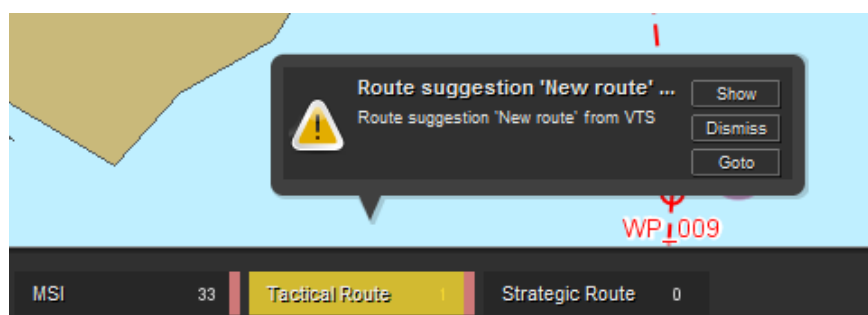 Route suggestion 'New route' ...
Show
Route suggestion 'New route' from VTS
Dismiss
Goto
WP_009
MSI 33 Tactical Route 1 Strategic Route 0